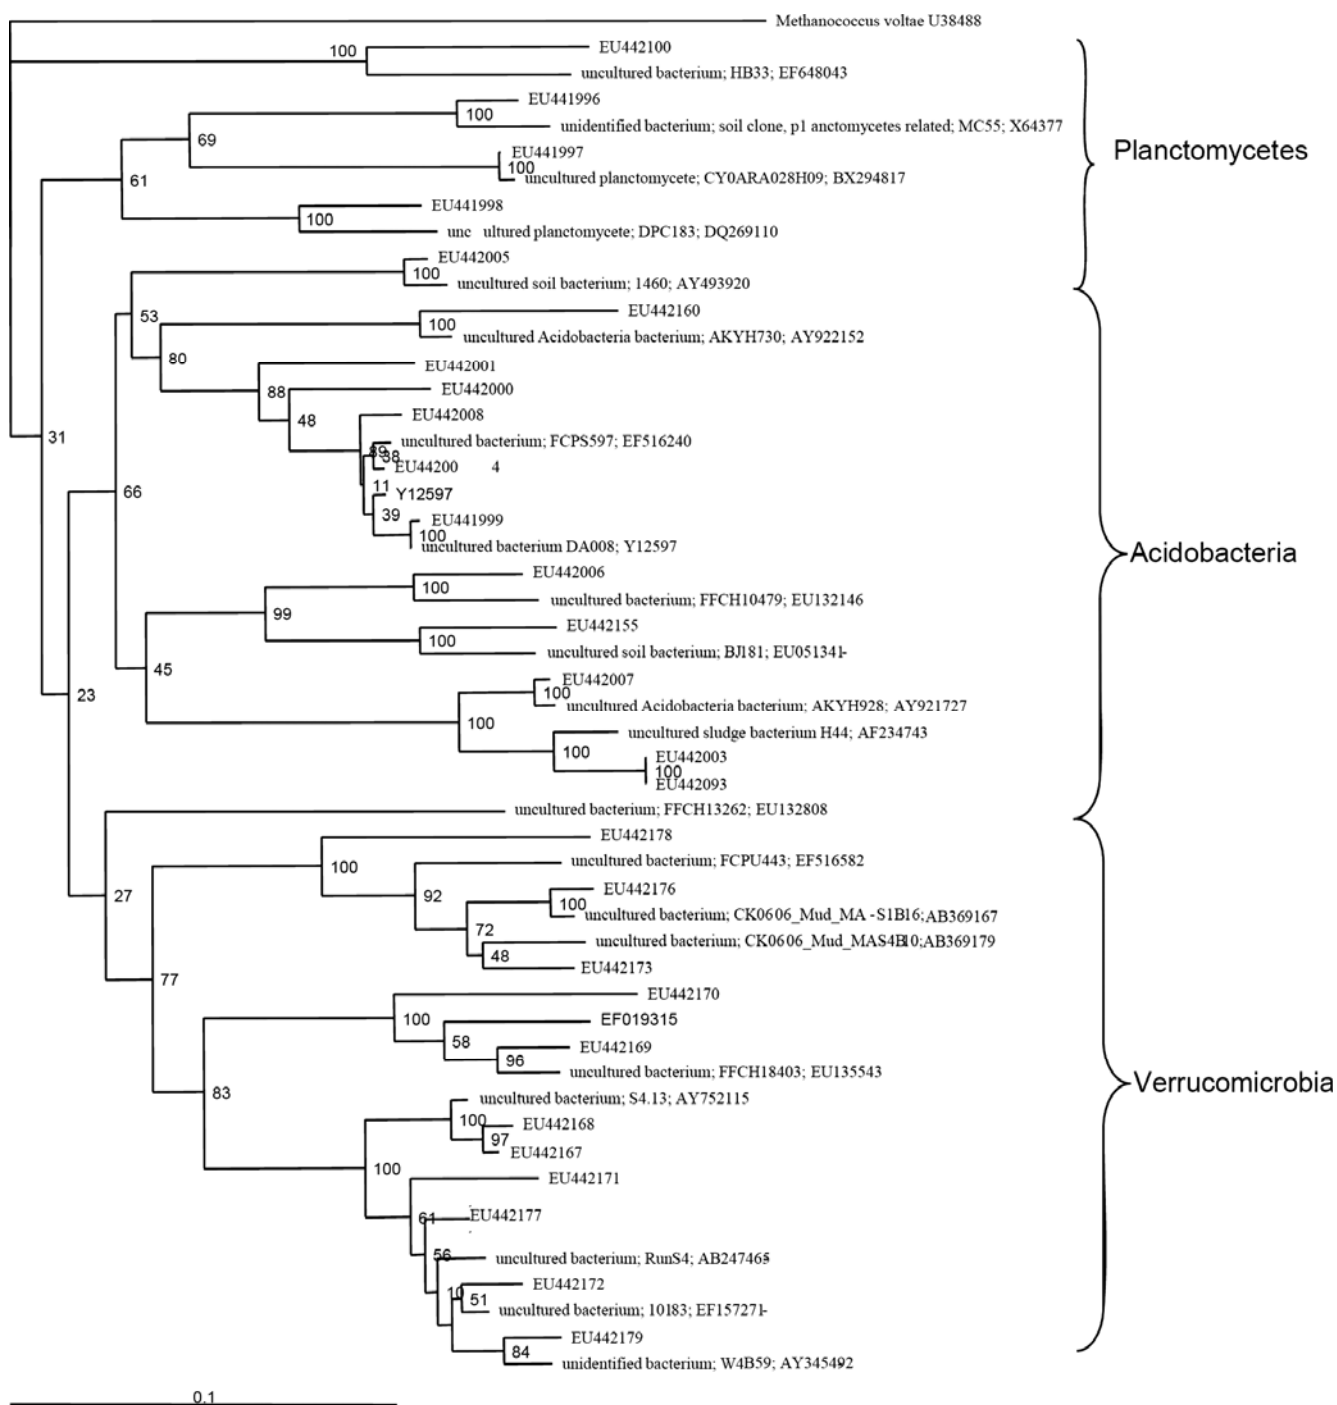 Methanococcus voltae U38488
EU442100
100
uncultured bacterium; HB33; EF648043
EU441996
100
unidentified bacterium; soil clone, p1 anctomycetes related; MC55; X64377
Planctomycetes
69
EU441997
100
uncultured planctomycete; CY0ARA028H09; BX294817
61
EU441998
100
unc ultured planctomycete; DPC183; DQ269110
EU442005
100
uncultured soil bacterium; 1460; AY493920
53
EU442160
100
uncultured Acidobacteria bacterium; AKYH730; AY922152
80
EU442001
88
EU442000
48
EU442008
31
uncultured bacterium; FCPS597; EF516240
89
38
EU44200 4
11
Y12597
66
39
EU441999
100
uncultured bacterium DA008; Y12597
Acidobacteria
EU442006
100
uncultured bacterium; FFCH10479; EU132146
99
EU442155
100
uncultured soil bacterium; BJ181; EU051341-
45
EU442007
100
23
uncultured Acidobacteria bacterium; AKYH928; AY921727
100
uncultured sludge bacterium H44; AF234743
100
EU442003
100
EU442093
uncultured bacterium; FFCH13262; EU132808
EU442178
100
uncultured bacterium; FCPU443; EF516582
27
92
EU442176
100
uncultured bacterium; CK0606_Mud_MA -S1B16;AB369167
72
uncultured bacterium; CK0606_Mud_MAS4B10;AB369179
48
EU442173
77
EU442170
100
EF019315
58
EU442169
96
uncultured bacterium; FFCH18403; EU135543
Verrucomicrobia
83
uncultured bacterium; S4.13; AY752115
100
EU442168
97
EU442167
100
EU442171
61
EU442177
56
uncultured bacterium; RunS4; AB247465
EU442172
10
51
uncultured bacterium; 10183; EF157271-
EU442179
84
unidentified bacterium; W4B59; AY345492
0.1